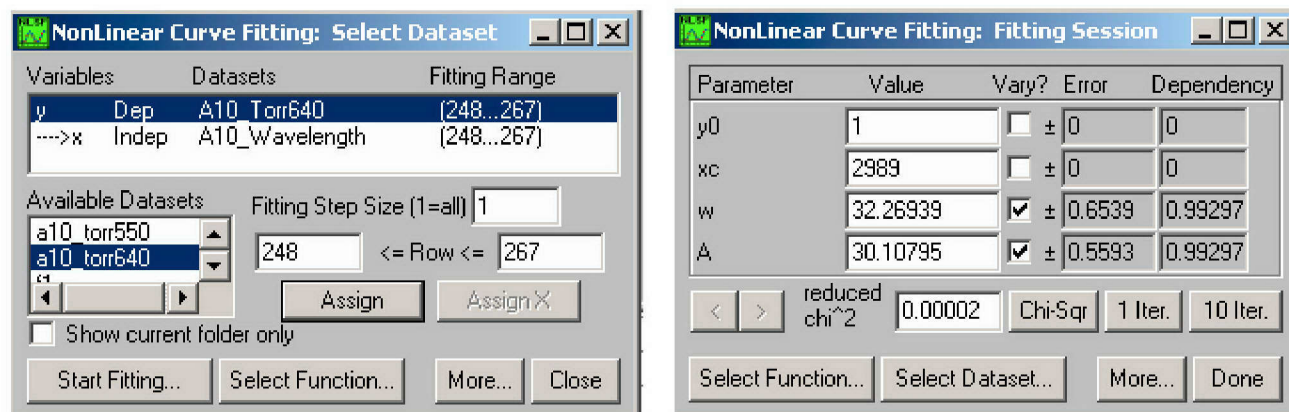 NonLinear Curve Fitting: Select Dataset
Variables Datasets Fitting Range
y Dep A10_Torr640 (248...267)
---->x Indep A10_Wavelength (248...267)
Available Datasets
Fitting Step Size (1=all) 1
a10_torr550
a10_torr640
248 <= Row <= 267
Assign Assign X
Show current folder only
Start Fitting... Select Function... More... Close
NonLinear Curve Fitting: Fitting Session
Parameter Value Vary? Error Dependency
y0 1 ± 0 0
xc 2989 ± 0 0
w 32.26939 ± 0.6539 0.99297
A 30.10795 ± 0.5593 0.99297
< > reduced chi^2 0.00002 Chi-Sqr 1 Iter. 10 Iter.
Select Function... Select Dataset... More... Done